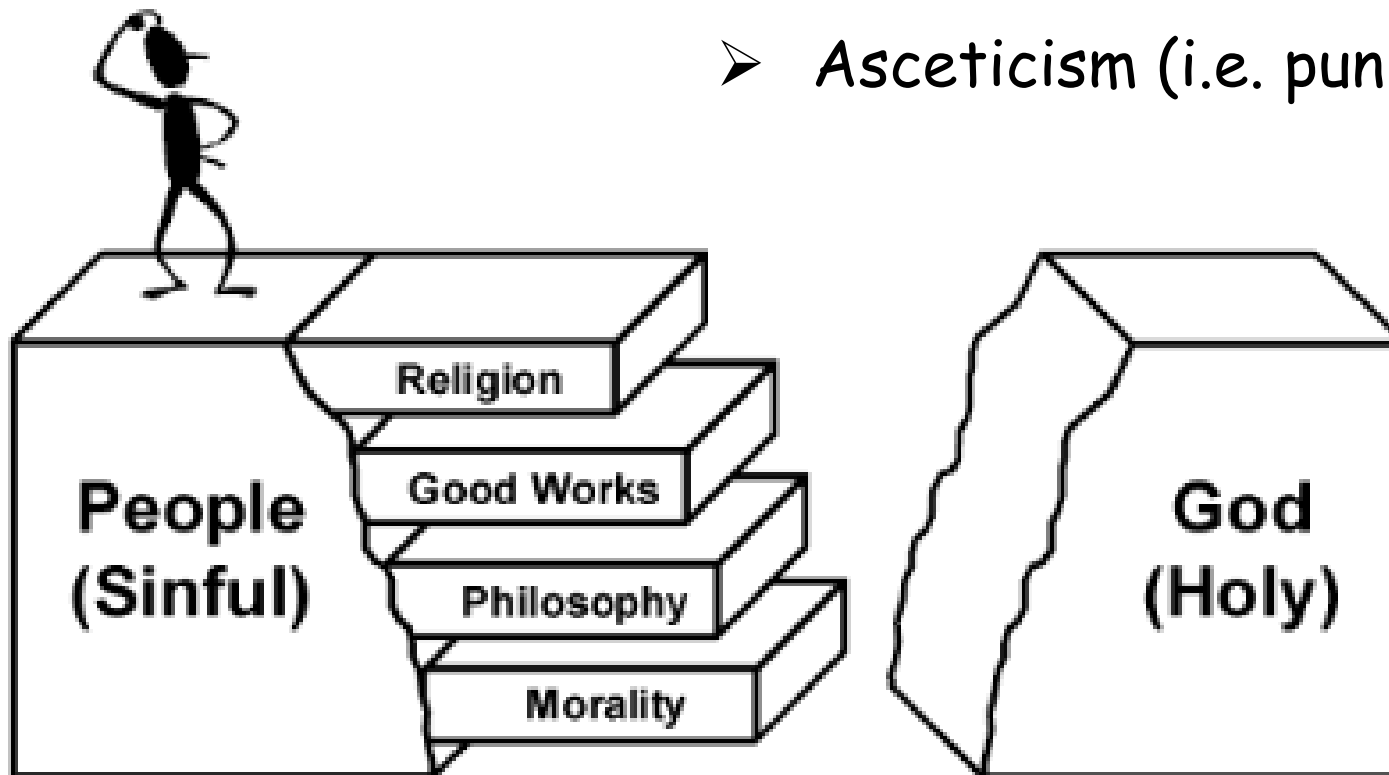 ➢ Asceticism (i.e. pun
Religion
Good Works
Philosophy
Morality
People
(Sinful)
God
(Holy)